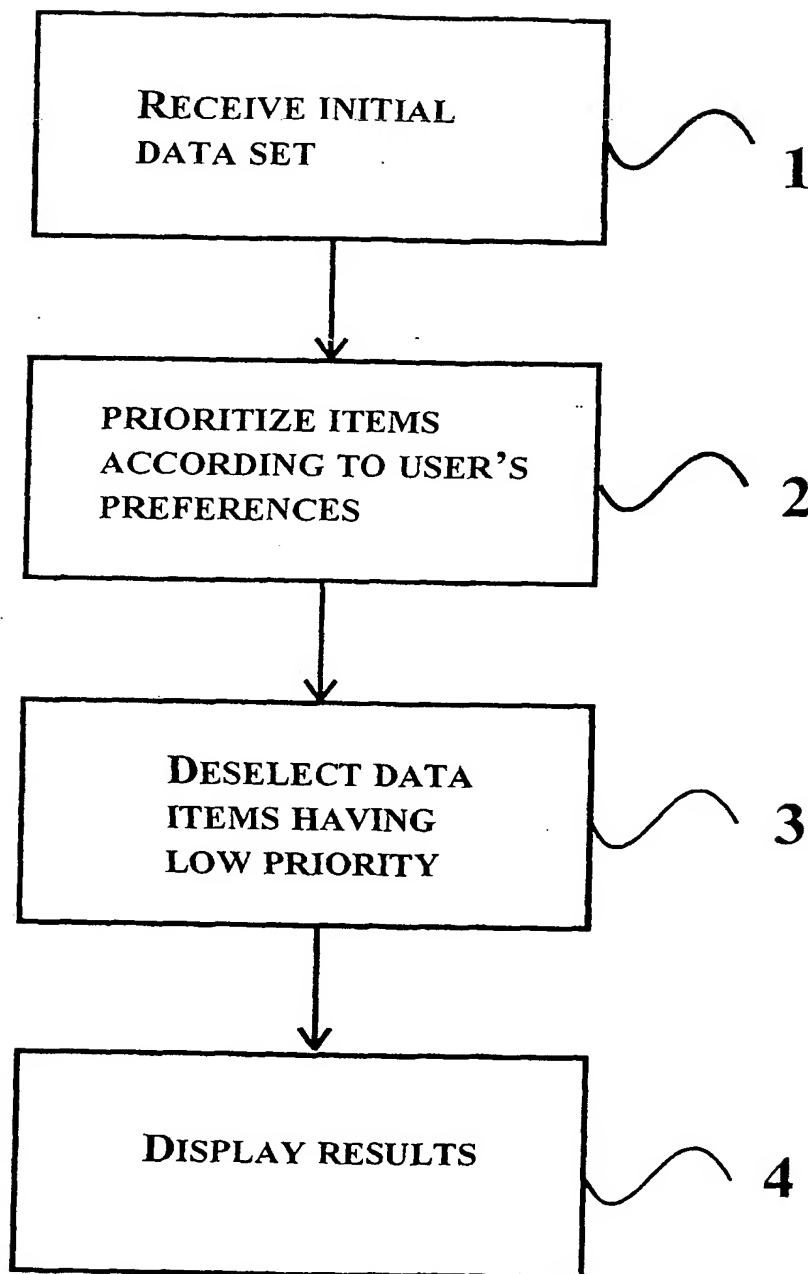 RECEIVE INITIAL
DATA SET
1
PRIORITIZE ITEMS
ACCORDING TO USER'S
PREFERENCES
2
DESELECT DATA
ITEMS HAVING
LOW PRIORITY
3
DISPLAY RESULTS
4